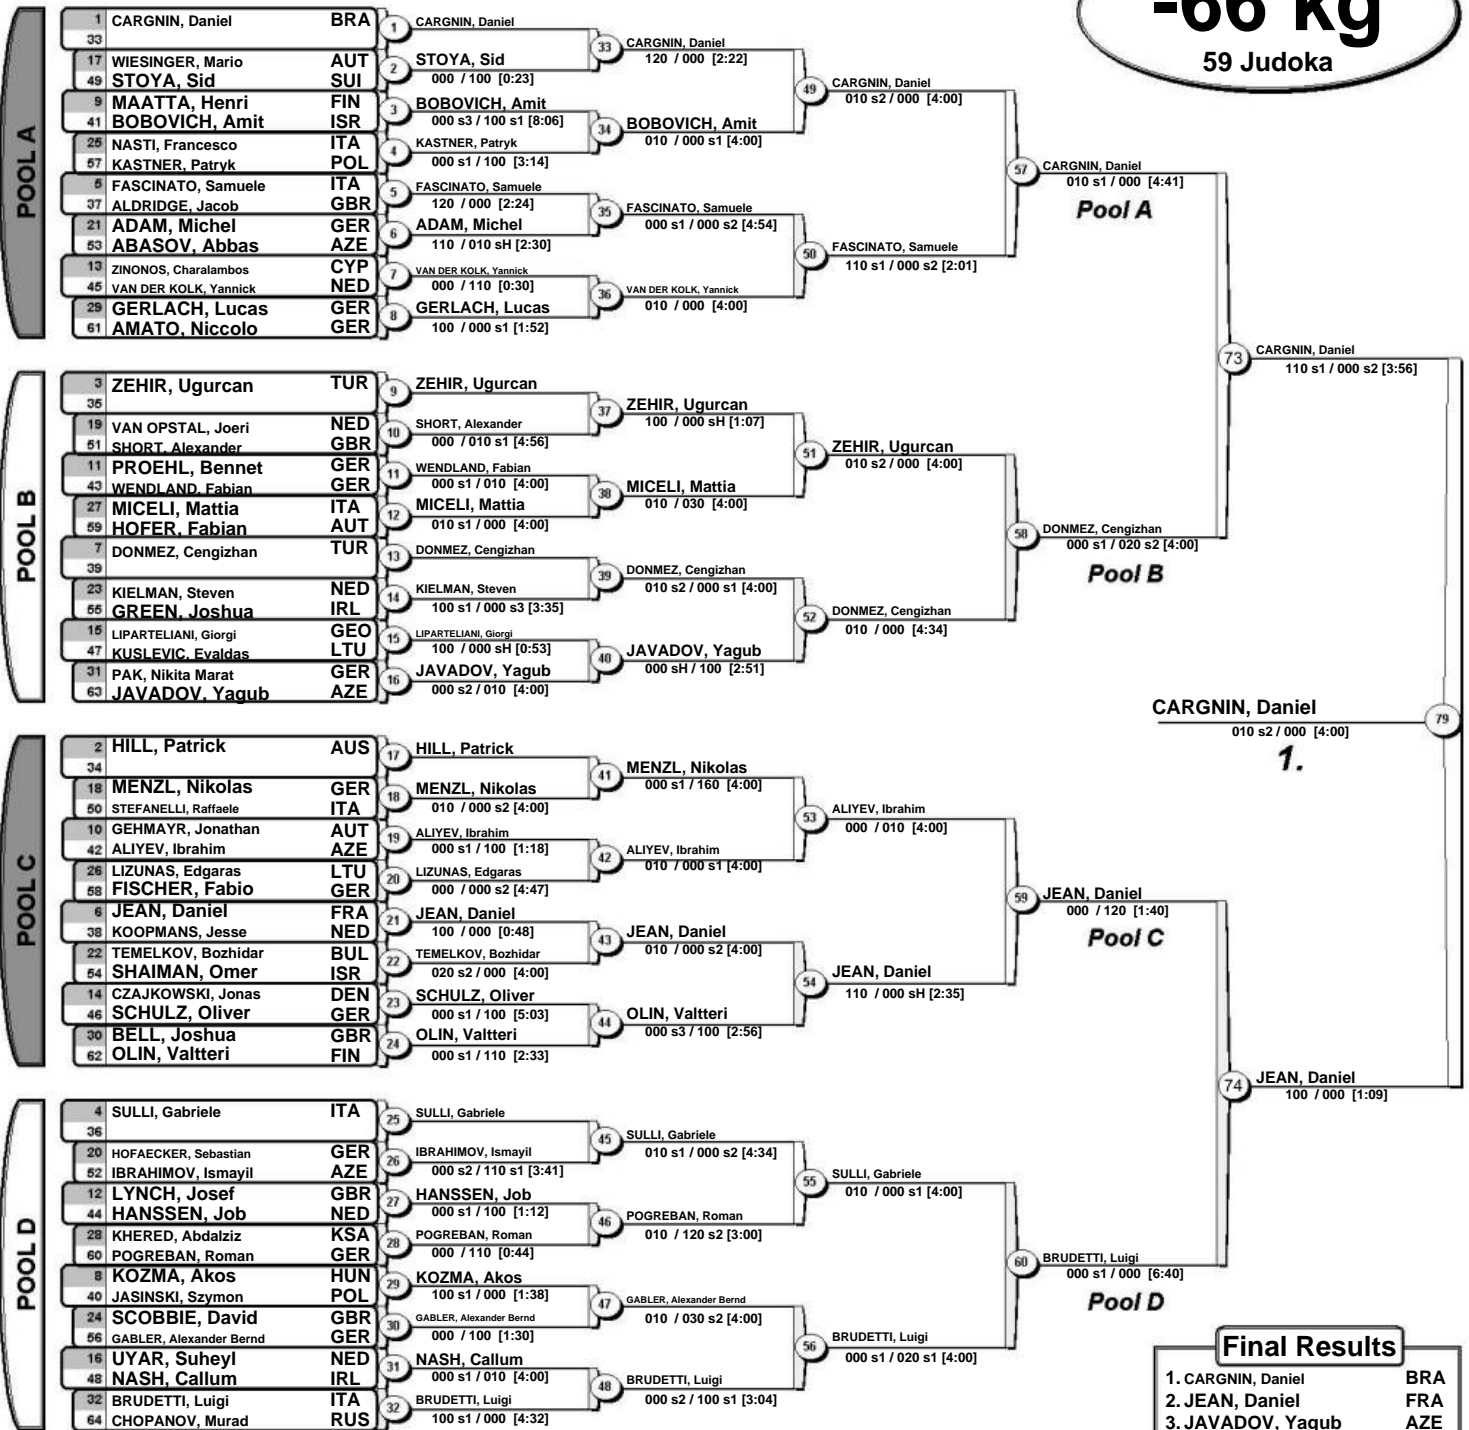 -66 kg
59 Judoka
POOL A
1 CARGNIN, Daniel BRA
33
17 WIESINGER, Mario AUT
49 STOYA, Sid SUI
9 MAATTA, Henri FIN
41 BOBOVICH, Amit ISR
25 NASTI, Francesco ITA
57 KASTNER, Patryk POL
5 FASCINATO, Samuele ITA
37 ALDRIDGE, Jacob GBR
21 ADAM, Michel GER
53 ABASOV, Abbas AZE
13 ZINONOS, Charalambos CYP
45 VAN DER KOLK, Yannick NED
29 GERLACH, Lucas GER
61 AMATO, Niccolo GER
1 CARGNIN, Daniel
2 STOYA, Sid
000 / 100 [0:23]
3 BOBOVICH, Amit
000 s3 / 100 s1 [8:06]
4 KASTNER, Patryk
000 s1 / 100 [3:14]
5 FASCINATO, Samuele
120 / 000 [2:24]
6 ADAM, Michel
110 / 010 sH [2:30]
7 VAN DER KOLK, Yannick
000 / 110 [0:30]
8 GERLACH, Lucas
100 / 000 s1 [1:52]
33 CARGNIN, Daniel
120 / 000 [2:22]
34 BOBOVICH, Amit
010 / 000 s1 [4:00]
35 FASCINATO, Samuele
000 s1 / 000 s2 [4:54]
36 VAN DER KOLK, Yannick
010 / 000 [4:00]
49 CARGNIN, Daniel
010 s2 / 000 [4:00]
50 FASCINATO, Samuele
110 s1 / 000 s2 [2:01]
57 CARGNIN, Daniel
010 s1 / 000 [4:41]
Pool A
POOL B
3 ZEHIR, Ugurcan TUR
35
19 VAN OPSTAL, Joeri NED
51 SHORT, Alexander GBR
11 PROEHL, Bennet GER
43 WENDLAND, Fabian GER
27 MICELI, Mattia ITA
59 HOFER, Fabian AUT
7 DONMEZ, Cengizhan TUR
39
23 KIELMAN, Steven NED
55 GREEN, Joshua IRL
15 LIPARTELIANI, Giorgi GEO
47 KUSLEVIC, Evaldas LTU
31 PAK, Nikita Marat GER
63 JAVADOV, Yagub AZE
9 ZEHIR, Ugurcan
10 SHORT, Alexander
000 / 010 s1 [4:56]
11 WENDLAND, Fabian
000 s1 / 010 [4:00]
12 MICELI, Mattia
010 s1 / 000 [4:00]
13 DONMEZ, Cengizhan
14 KIELMAN, Steven
100 s1 / 000 s3 [3:35]
15 LIPARTELIANI, Giorgi
100 / 000 sH [0:53]
16 JAVADOV, Yagub
000 s2 / 010 [4:00]
37 ZEHIR, Ugurcan
100 / 000 sH [1:07]
38 MICELI, Mattia
010 / 030 [4:00]
39 DONMEZ, Cengizhan
010 s2 / 000 s1 [4:00]
40 JAVADOV, Yagub
000 sH / 100 [2:51]
51 ZEHIR, Ugurcan
010 s2 / 000 [4:00]
52 DONMEZ, Cengizhan
010 / 000 [4:34]
58 DONMEZ, Cengizhan
000 s1 / 020 s2 [4:00]
Pool B
73 CARGNIN, Daniel
110 s1 / 000 s2 [3:56]
CARGNIN, Daniel 79
010 s2 / 000 [4:00]
1.
POOL C
2 HILL, Patrick AUS
34
18 MENZL, Nikolas GER
50 STEFANELLI, Raffaele ITA
10 GEHMAYR, Jonathan AUT
42 ALIYEV, Ibrahim AZE
26 LIZUNAS, Edgaras LTU
58 FISCHER, Fabio GER
6 JEAN, Daniel FRA
38 KOOPMANS, Jesse NED
22 TEMELKOV, Bozhidar BUL
54 SHAIMAN, Omer ISR
14 CZAJKOWSKI, Jonas DEN
46 SCHULZ, Oliver GER
30 BELL, Joshua GBR
62 OLIN, Valtteri FIN
17 HILL, Patrick
18 MENZL, Nikolas
010 / 000 s2 [4:00]
19 ALIYEV, Ibrahim
000 s1 / 100 [1:18]
20 LIZUNAS, Edgaras
000 / 000 s2 [4:47]
21 JEAN, Daniel
100 / 000 [0:48]
22 TEMELKOV, Bozhidar
020 s2 / 000 [4:00]
23 SCHULZ, Oliver
000 s1 / 100 [5:03]
24 OLIN, Valtteri
000 s1 / 110 [2:33]
41 MENZL, Nikolas
000 s1 / 160 [4:00]
42 ALIYEV, Ibrahim
010 / 000 s1 [4:00]
43 JEAN, Daniel
010 / 000 s2 [4:00]
44 OLIN, Valtteri
000 s3 / 100 [2:56]
53 ALIYEV, Ibrahim
000 / 010 [4:00]
54 JEAN, Daniel
110 / 000 sH [2:35]
59 JEAN, Daniel
000 / 120 [1:40]
Pool C
74 JEAN, Daniel
100 / 000 [1:09]
POOL D
4 SULLI, Gabriele ITA
36
20 HOFAECKER, Sebastian GER
52 IBRAHIMOV, Ismayil AZE
12 LYNCH, Josef GBR
44 HANSSEN, Job NED
28 KHERED, Abdalziz KSA
60 POGREBAN, Roman GER
8 KOZMA, Akos HUN
40 JASINSKI, Szymon POL
24 SCOBBIE, David GBR
56 GABLER, Alexander Bernd GER
16 UYAR, Suheyl NED
48 NASH, Callum IRL
32 BRUDETTI, Luigi ITA
64 CHOPANOV, Murad RUS
25 SULLI, Gabriele
26 IBRAHIMOV, Ismayil
000 s2 / 110 s1 [3:41]
27 HANSSEN, Job
000 s1 / 100 [1:12]
28 POGREBAN, Roman
000 / 110 [0:44]
29 KOZMA, Akos
100 s1 / 000 [1:38]
30 GABLER, Alexander Bernd
000 / 100 [1:30]
31 NASH, Callum
000 s1 / 010 [4:00]
32 BRUDETTI, Luigi
100 s1 / 000 [4:32]
45 SULLI, Gabriele
010 s1 / 000 s2 [4:34]
46 POGREBAN, Roman
010 / 120 s2 [3:00]
47 GABLER, Alexander Bernd
010 / 030 s2 [4:00]
48 BRUDETTI, Luigi
000 s2 / 100 s1 [3:04]
55 SULLI, Gabriele
010 / 000 s1 [4:00]
56 BRUDETTI, Luigi
000 s1 / 020 s1 [4:00]
60 BRUDETTI, Luigi
000 s1 / 000 [6:40]
Pool D
Final Results
1. CARGNIN, Daniel BRA
2. JEAN, Daniel FRA
3. JAVADOV, Yagub AZE